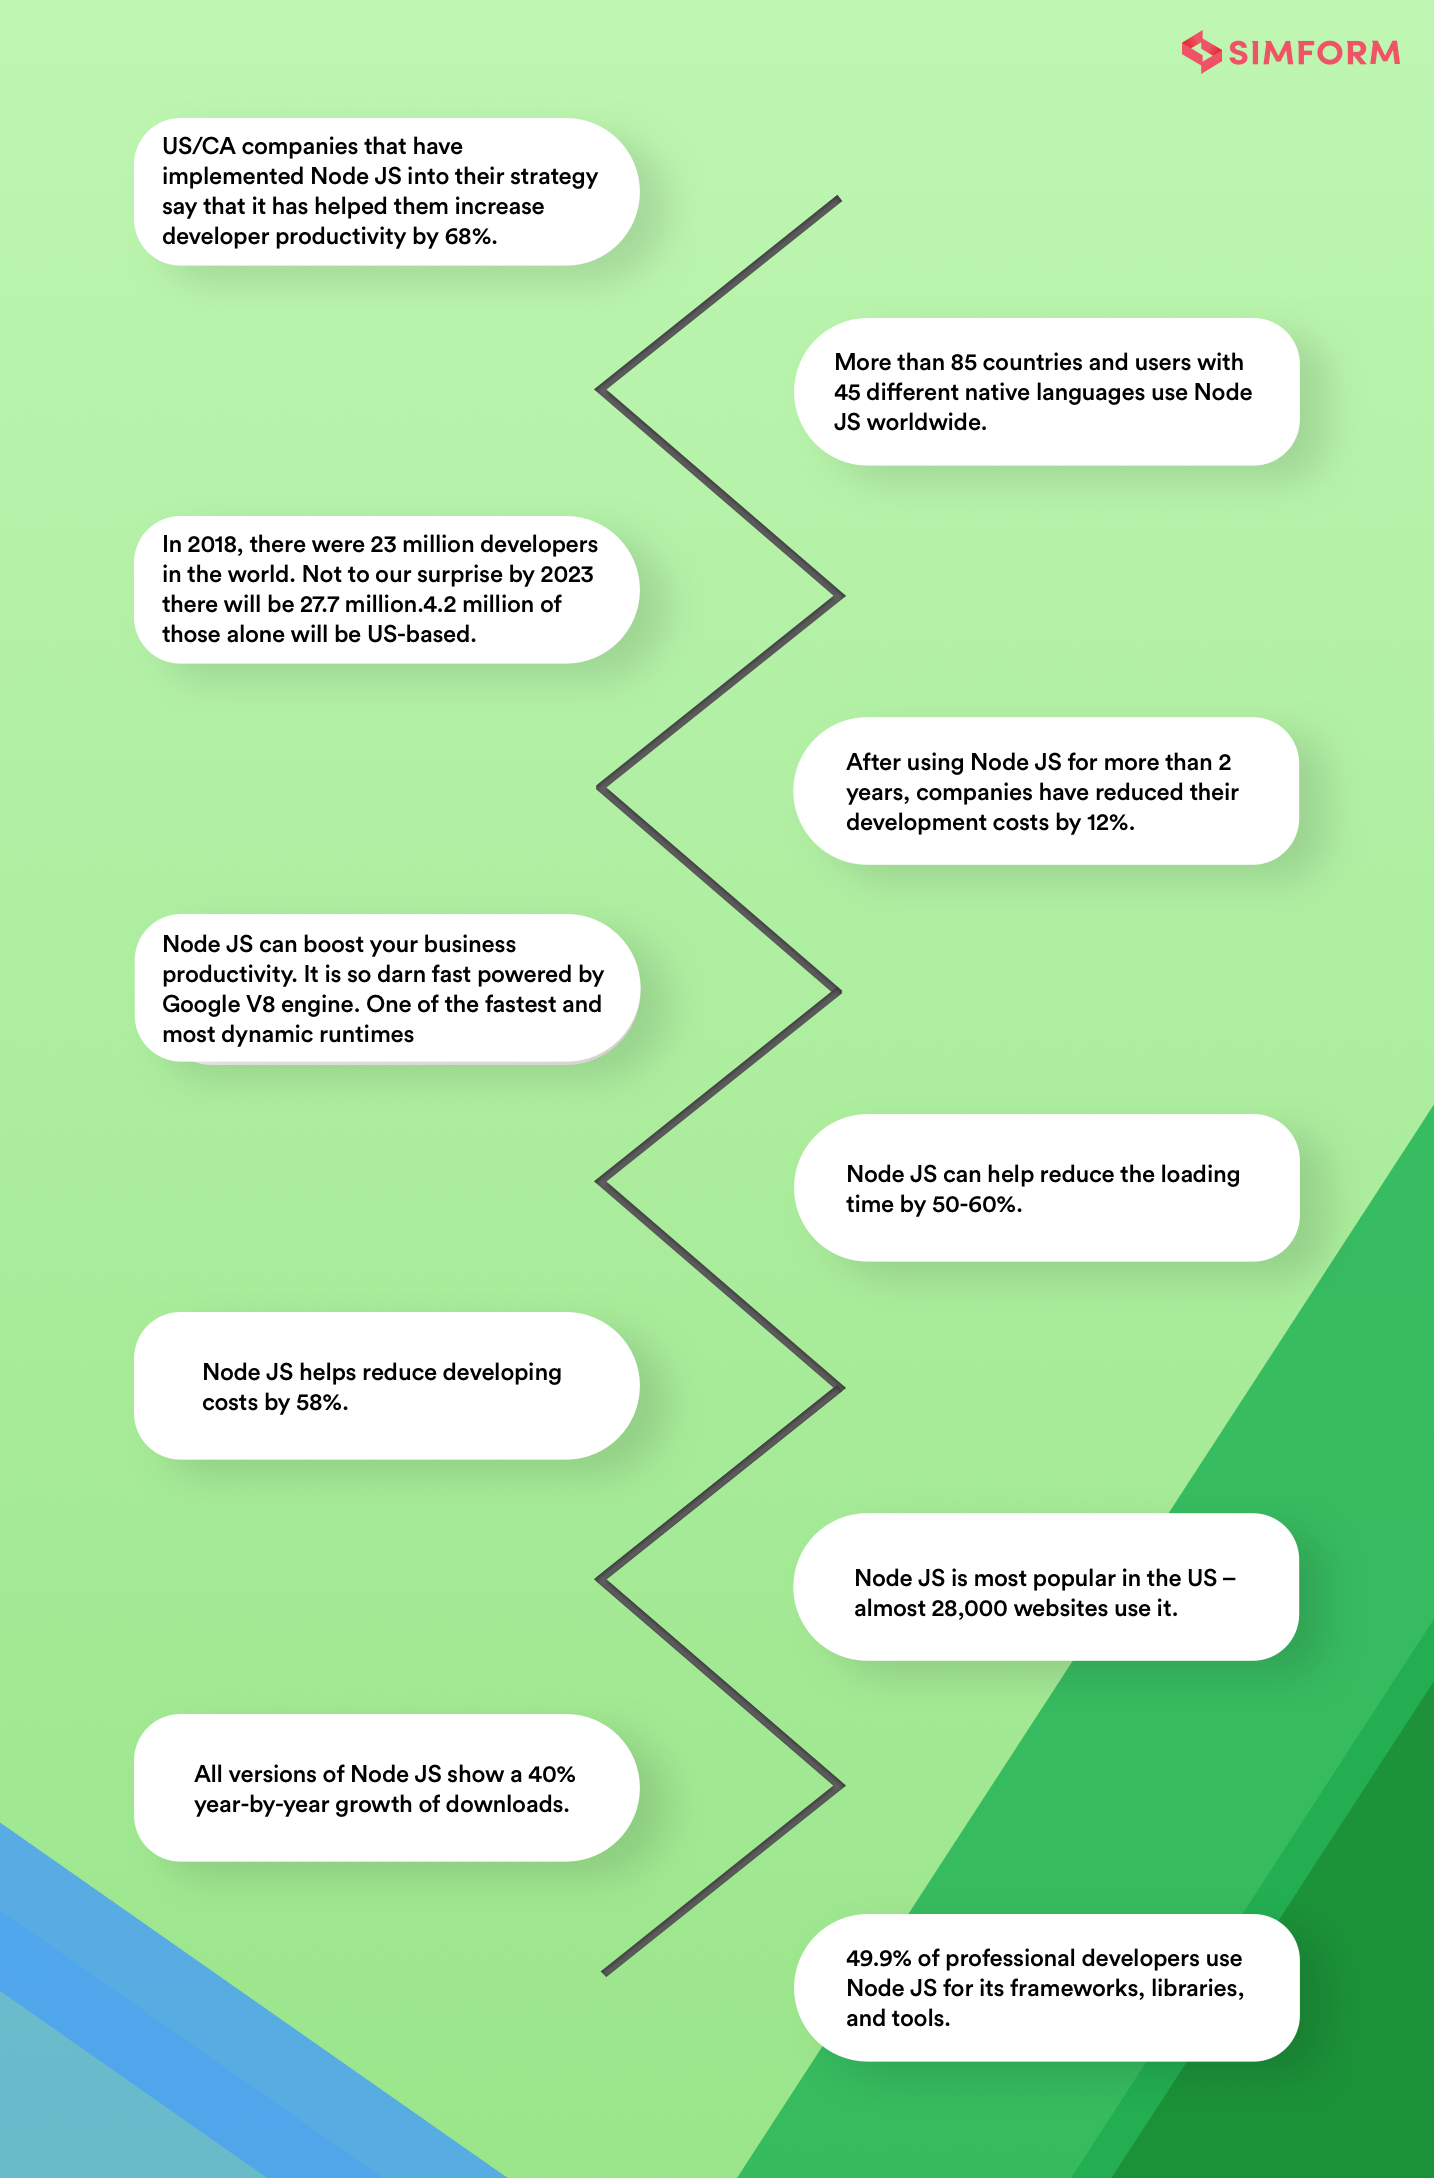 SIMFORM
US/CA companies that have
implemented Node JS into their strategy
say that it has helped them increase
developer productivity by 68%.
More than 85 countries and users with
45 different native languages use Node
JS worldwide.
In 2018, there were 23 million developers
in the world. Not to our surprise by 2023
there will be 27.7 million.4.2 million of
those alone will be US-based.
After using Node JS for more than 2
years, companies have reduced their
development costs by 12%.
Node JS can boost your business
productivity. It is so darn fast powered by
Google V8 engine. One of the fastest and
most dynamic runtimes
Node JS can help reduce the loading
time by 50-60%.
Node JS helps reduce developing
costs by 58%.
Node JS is most popular in the US –
almost 28,000 websites use it.
All versions of Node JS show a 40%
year-by-year growth of downloads.
49.9% of professional developers use
Node JS for its frameworks, libraries,
and tools.